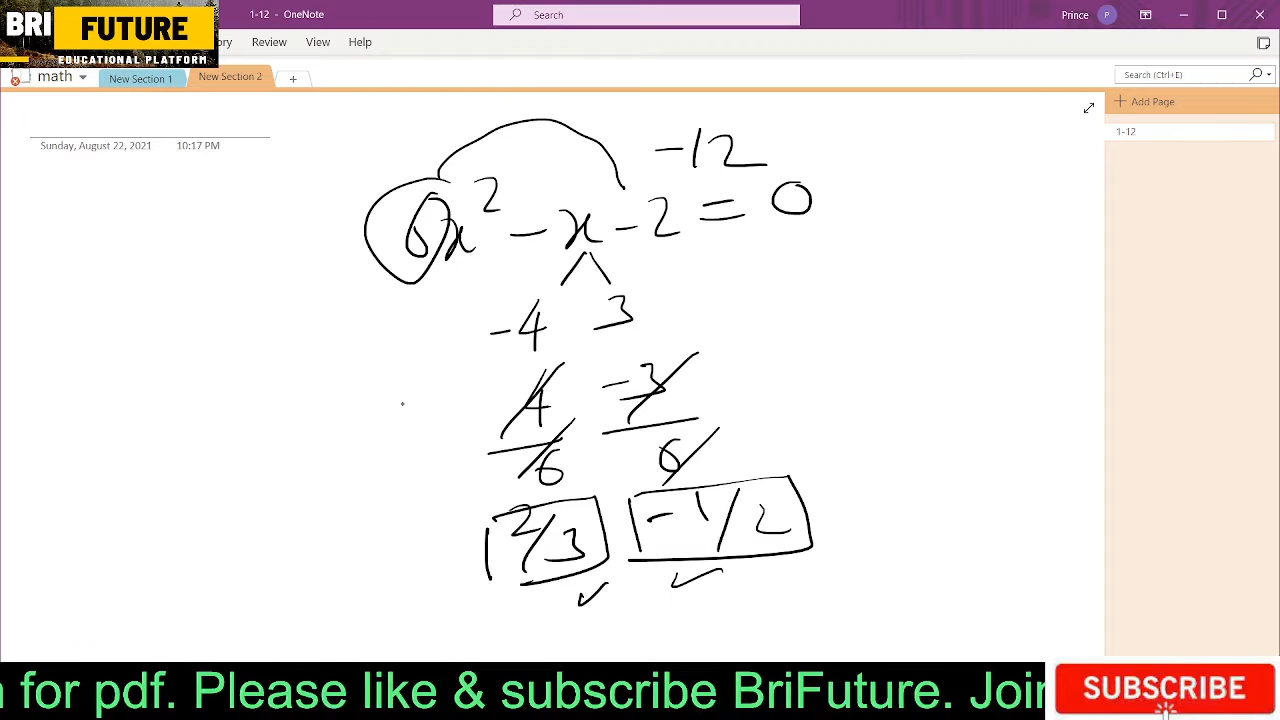 BRI FUTURE
EDUCATIONAL PLATFORM
1-12 - OneNote
Search
Prince P
Review View Help
math New Section 1 New Section 2 +
Search (Ctrl+E)
Add Page
1-12
Sunday, August 22, 2021 10:17 PM
-12
6x² - x - 2 = 0
-4 3
4 -3
6 6
2/3 -1/2
for pdf. Please like & subscribe BriFuture. Join
SUBSCRIBE